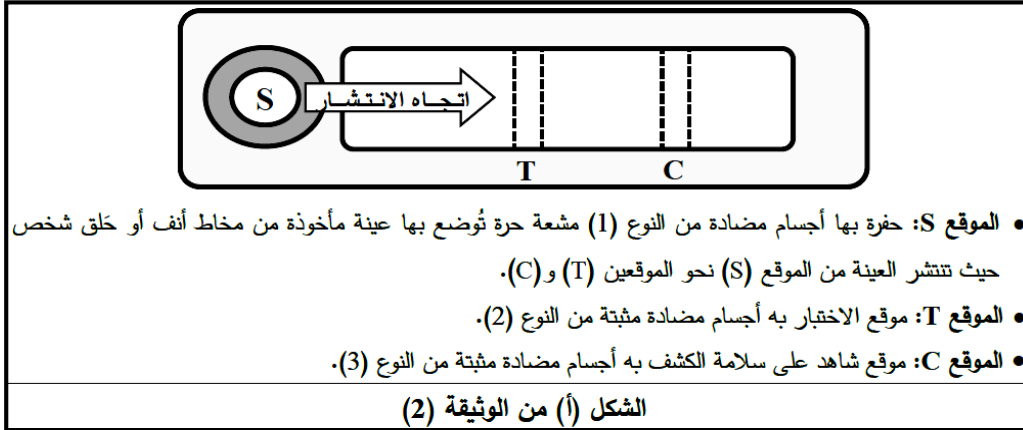 S
اتجاه الانتشار
T
C
• الموقع S: حفرة بها أجسام مضادة من النوع (1) مشعة حرة تُوضع بها عينة مأخوذة من مخاط أنف أو حَلق شخص
حيث تنتشر العينة من الموقع (S) نحو الموقعين (T) و(C).
• الموقع T: موقع الاختبار به أجسام مضادة مثبتة من النوع (2).
• الموقع C: موقع شاهد على سلامة الكشف به أجسام مضادة مثبتة من النوع (3).
الشكل (أ) من الوثيقة (2)